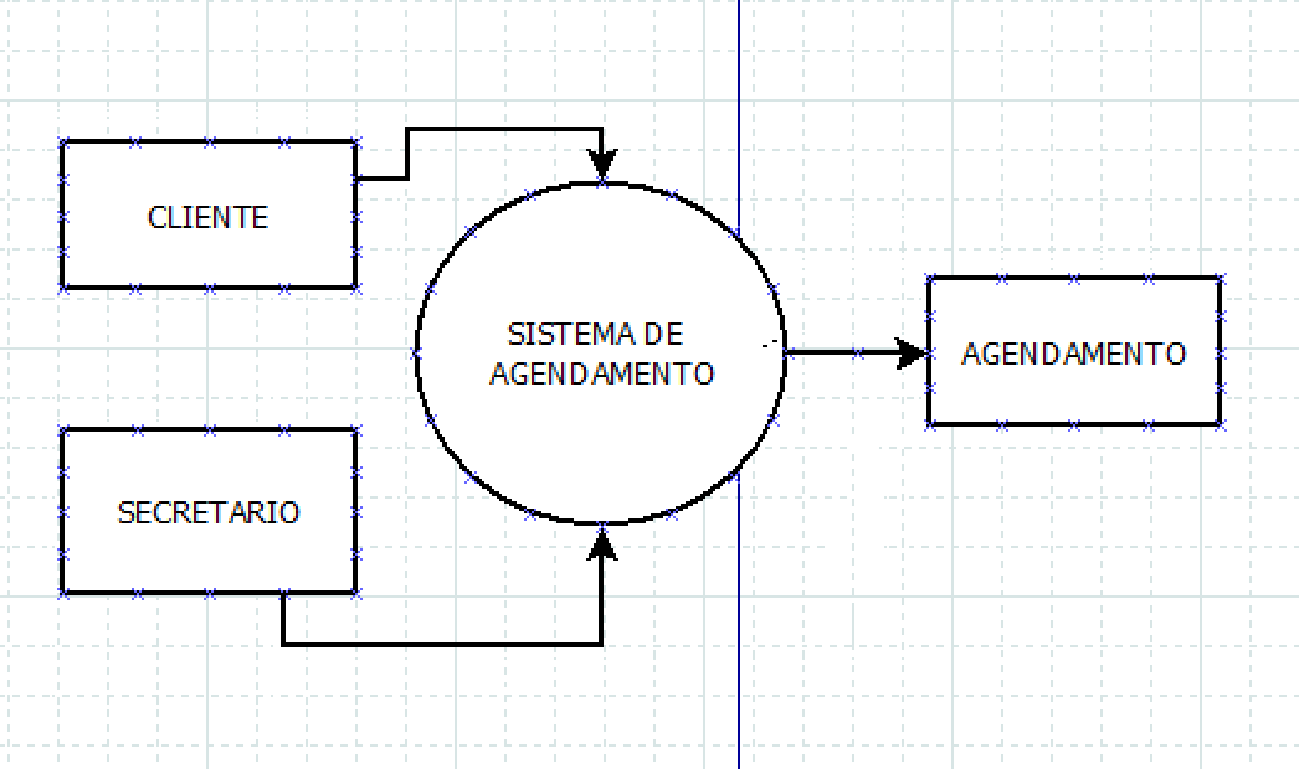 CLIENTE
SISTEMA DE
AGENDAMENTO
AGENDAMENTO
SECRETARIO